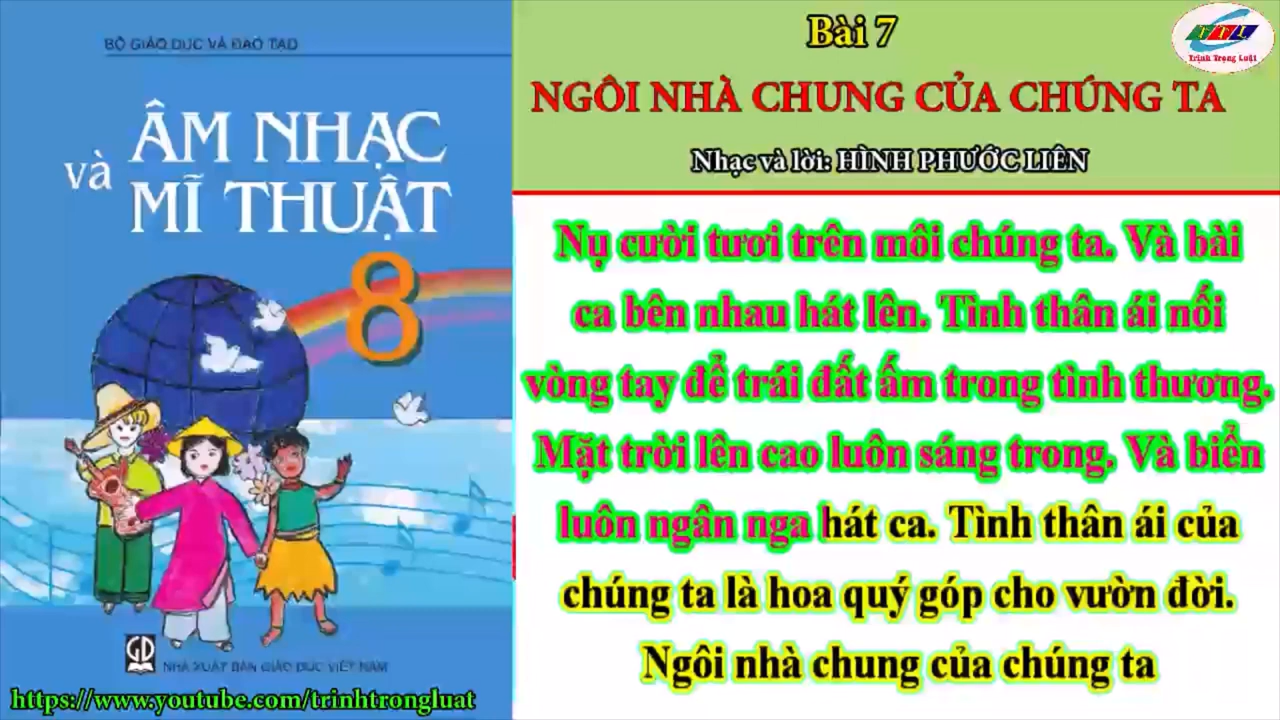 BỘ GIÁO DỤC VÀ ĐÀO TẠO
ÂM NHẠC
và
MĨ THUẬT
8
GD
NHÀ XUẤT BẢN GIÁO DỤC VIỆT NAM
https://www.youtube.com/trinhtrongluat
Bài 7
TTL
Trịnh Trọng Luật
NGÔI NHÀ CHUNG CỦA CHÚNG TA
Nhạc và lời: HÌNH PHƯỚC LIÊN
Nụ cười tươi trên môi chúng ta. Và bài
ca bên nhau hát lên. Tình thân ái nối
vòng tay để trái đất ấm trong tình thương.
Mặt trời lên cao luôn sáng trong. Và biển
luôn ngân nga hát ca. Tình thân ái của
chúng ta là hoa quý góp cho vườn đời.
Ngôi nhà chung của chúng ta